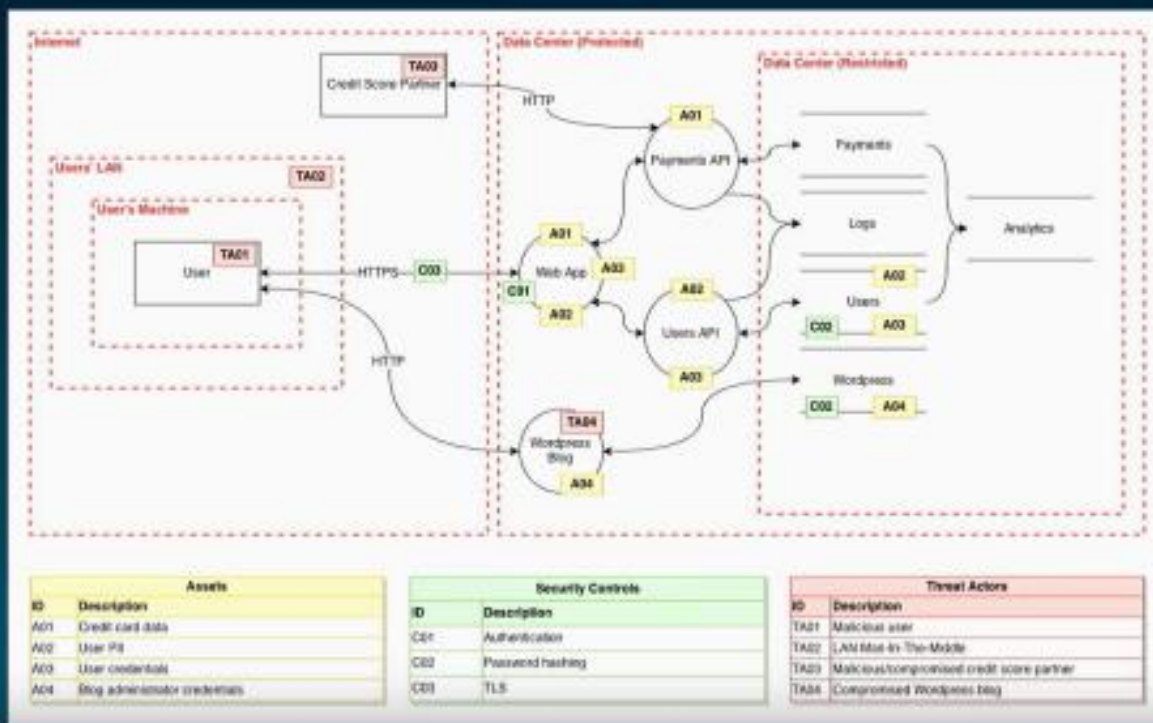 Internet
Data Center (Protected)
Data Center (Restricted)
TA03
Credit Score Partner
HTTP
A01
Payments API
Payments
Users' LAN
TA02
User's Machine
TA01
User
HTTPS
C03
A01
Web App
A03
C01
A02
Logs
Analytics
A02
Users API
A03
A02
Users
C02
A03
HTTP
Wordpress
C02
A04
TA04
Wordpress
Blog
A04
Assets
ID Description
A01 Credit card data
A02 User PII
A03 User credentials
A04 Blog administrator credentials
Security Controls
ID Description
C01 Authentication
C02 Password hashing
C03 TLS
Threat Actors
ID Description
TA01 Malicious user
TA02 LAN Man-In-The-Middle
TA03 Malicious/compromised credit score partner
TA04 Compromised Wordpress blog